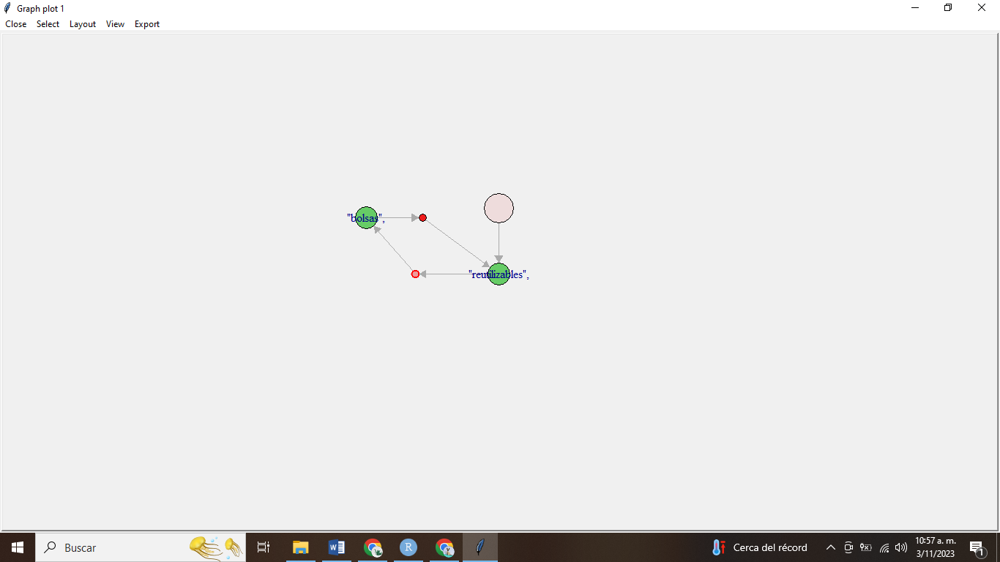 Graph plot 1
Close Select Layout View Export
"bolsas",
"reutilizables",
Buscar
Cerca del récord
10:57 a. m.
3/11/2023
1
W
R
Y